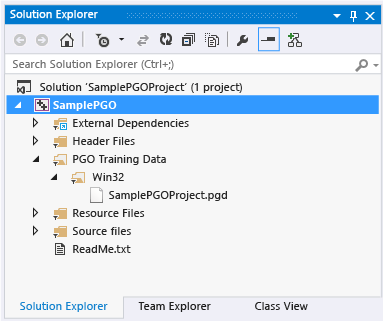 Solution Explorer
Search Solution Explorer (Ctrl+;)
Solution 'SamplePGOProject' (1 project)
SamplePGO
External Dependencies
Header Files
PGO Training Data
Win32
SamplePGOProject.pgd
Resource Files
Source files
ReadMe.txt
Solution Explorer Team Explorer Class View